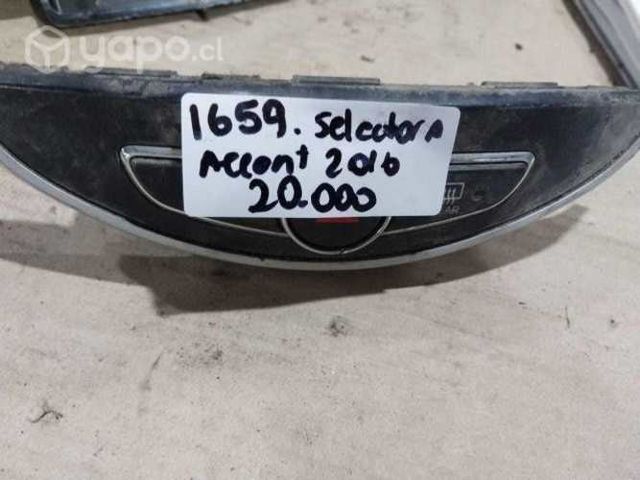 yapo.cl
1659. Selectora
Accent 2016
20.000